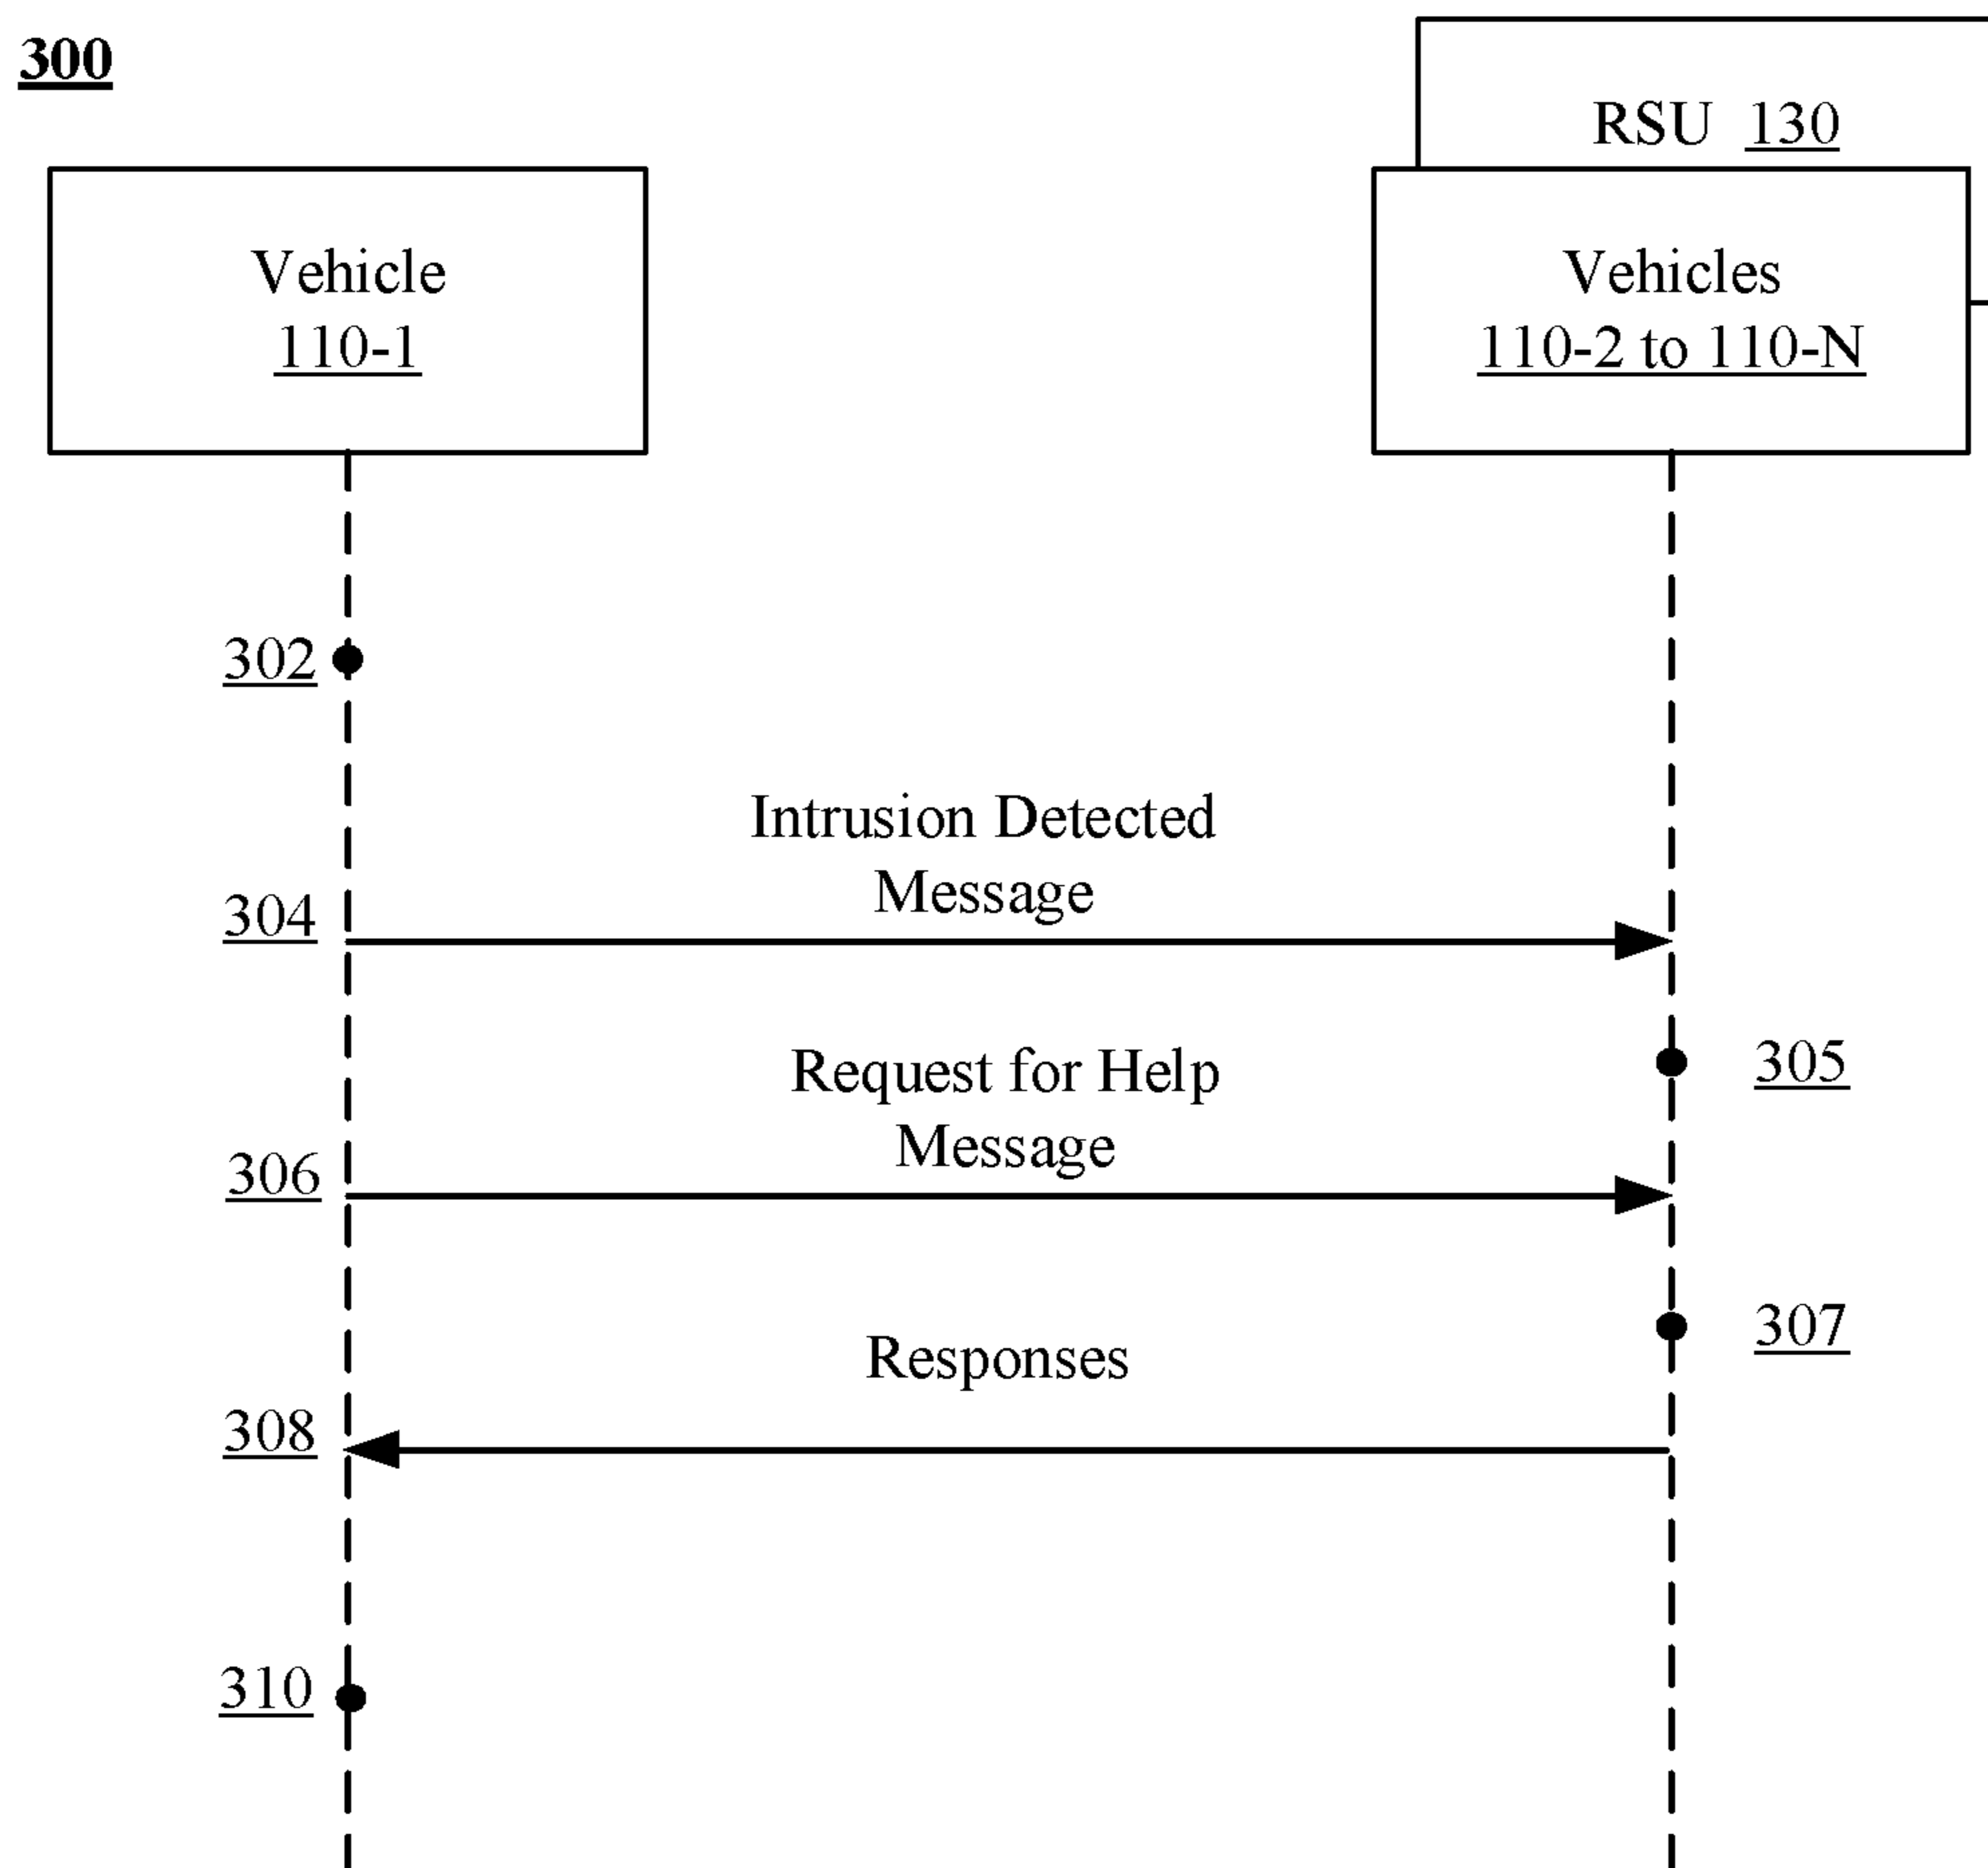 300
RSU 130
Vehicle
110-1
Vehicles
110-2 to 110-N
302
Intrusion Detected
Message
304
305
Request for Help
Message
306
307
Responses
308
310